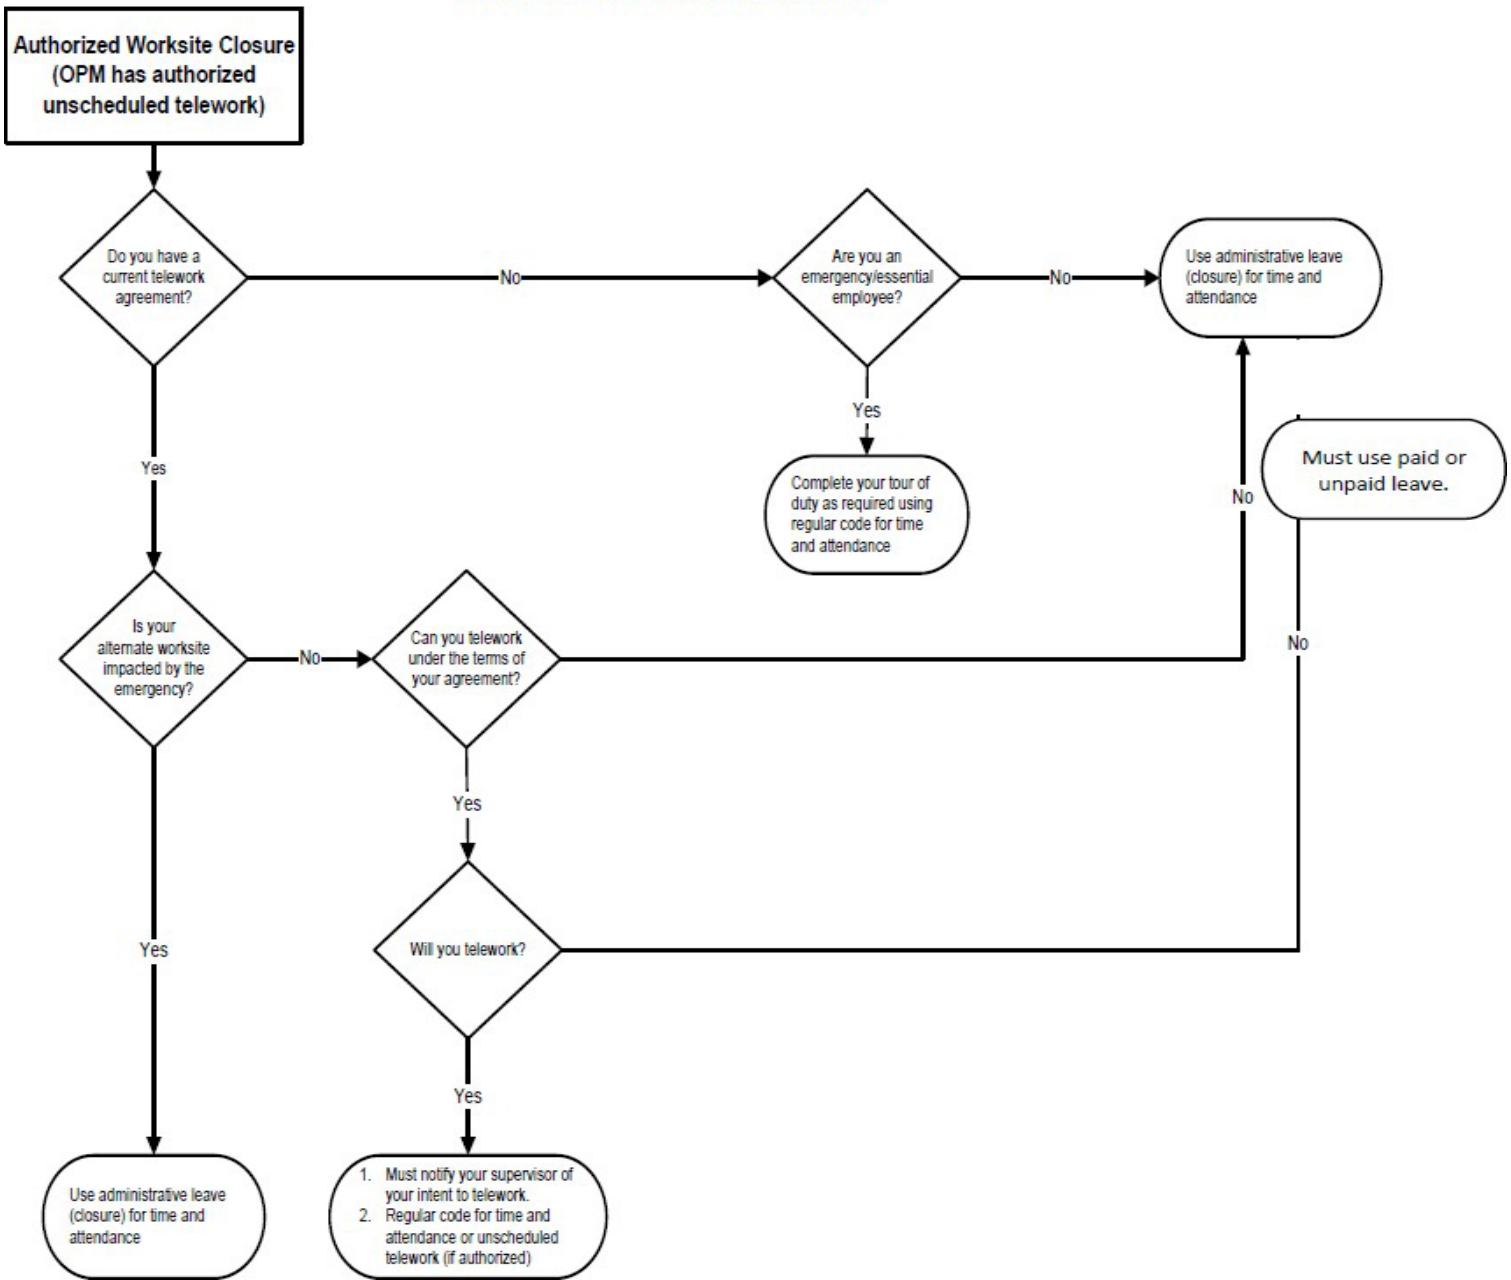 Authorized Worksite Closure
(OPM has authorized
unscheduled telework)
Do you have a
current telework
agreement?
No
Are you an
emergency/essential
employee?
No
Use administrative leave
(closure) for time and
attendance
Yes
Complete your tour of
duty as required using
regular code for time
and attendance
Yes
No
Must use paid or
unpaid leave.
Is your
alternate worksite
impacted by the
emergency?
No
Can you telework
under the terms of
your agreement?
No
Yes
Will you telework?
Yes
Yes
Use administrative leave
(closure) for time and
attendance
1. Must notify your supervisor of
your intent to telework.
2. Regular code for time and
attendance or unscheduled
telework (if authorized)